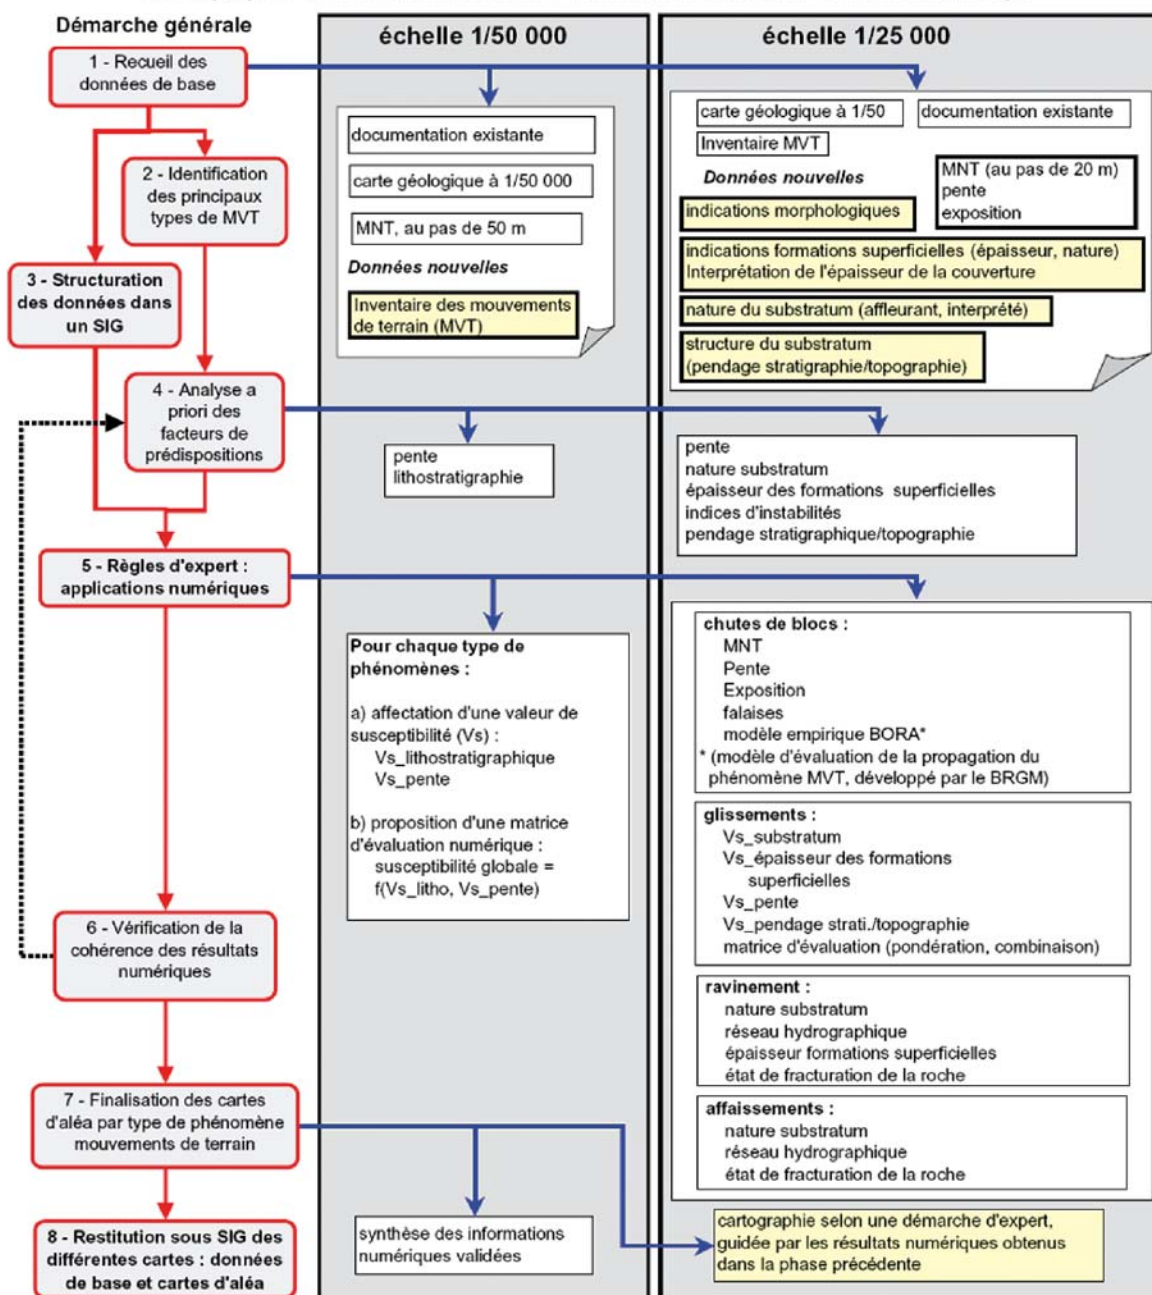 Démarche générale
1 - Recueil des
données de base
2 - Identification
des principaux
types de MVT
3 - Structuration
des données dans
un SIG
4 - Analyse a
priori des
facteurs de
prédispositions
5 - Règles d'expert :
applications numériques
6 - Vérification de la
cohérence des résultats
numériques
7 - Finalisation des cartes
d'aléa par type de phénomène
mouvements de terrain
8 - Restitution sous SIG des
différentes cartes : données
de base et cartes d'aléa
échelle 1/50 000
documentation existante
carte géologique à 1/50 000
MNT, au pas de 50 m
Données nouvelles
Inventaire des mouvements
de terrain (MVT)
pente
lithostratigraphie
Pour chaque type de
phénomènes :
a) affectation d'une valeur de
susceptibilité (Vs) :
Vs_lithostratigraphique
Vs_pente
b) proposition d'une matrice
d'évaluation numérique :
susceptibilité globale =
f(Vs_litho, Vs_pente)
synthèse des informations
numériques validées
échelle 1/25 000
carte géologique à 1/50
documentation existante
Inventaire MVT
Données nouvelles
MNT (au pas de 20 m)
pente
exposition
indications morphologiques
indications formations superficielles (épaisseur, nature)
Interprétation de l'épaisseur de la couverture
nature du substratum (affleurant, interprété)
structure du substratum
(pendage stratigraphie/topographie)
pente
nature substratum
épaisseur des formations superficielles
indices d'instabilités
pendage stratigraphique/topographie
chutes de blocs :
MNT
Pente
Exposition
falaises
modèle empirique BORA*
* (modèle d'évaluation de la propagation du
phénomène MVT, développé par le BRGM)
glissements :
Vs_substratum
Vs_épaisseur des formations
superficielles
Vs_pente
Vs_pendage strati./topographie
matrice d'évaluation (pondération, combinaison)
ravinement :
nature substratum
réseau hydrographique
épaisseur formations superficielles
état de fracturation de la roche
affaissements :
nature substratum
réseau hydrographique
état de fracturation de la roche
cartographie selon une démarche d'expert,
guidée par les résultats numériques obtenus
dans la phase précédente